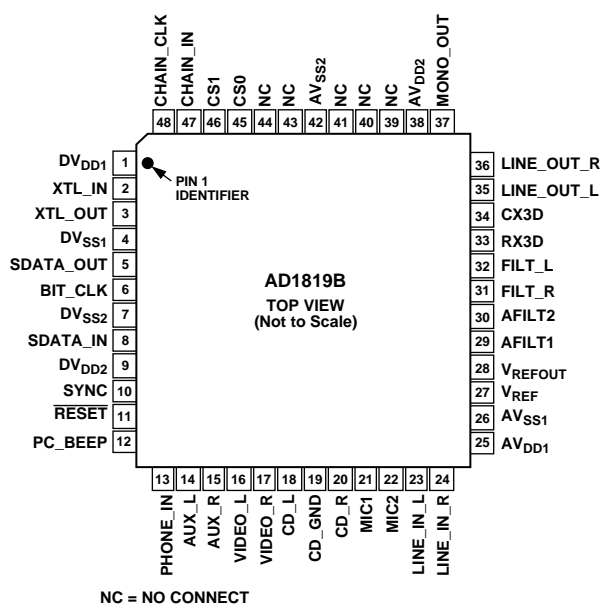 CHAIN_CLK
CHAIN_IN
CS1
CS0
NC
NC
AVSS2
NC
NC
NC
AVDD2
MONO_OUT
48 47 46 45 44 43 42 41 40 39 38 37
DVDD1 1
XTL_IN 2
XTL_OUT 3
DVSS1 4
SDATA_OUT 5
BIT_CLK 6
DVSS2 7
SDATA_IN 8
DVDD2 9
SYNC 10
RESET 11
PC_BEEP 12
PIN 1
IDENTIFIER
AD1819B
TOP VIEW
(Not to Scale)
36 LINE_OUT_R
35 LINE_OUT_L
34 CX3D
33 RX3D
32 FILT_L
31 FILT_R
30 AFILT2
29 AFILT1
28 VREFOUT
27 VREF
26 AVSS1
25 AVDD1
13 14 15 16 17 18 19 20 21 22 23 24
PHONE_IN
AUX_L
AUX_R
VIDEO_L
VIDEO_R
CD_L
CD_GND
CD_R
MIC1
MIC2
LINE_IN_L
LINE_IN_R
NC = NO CONNECT